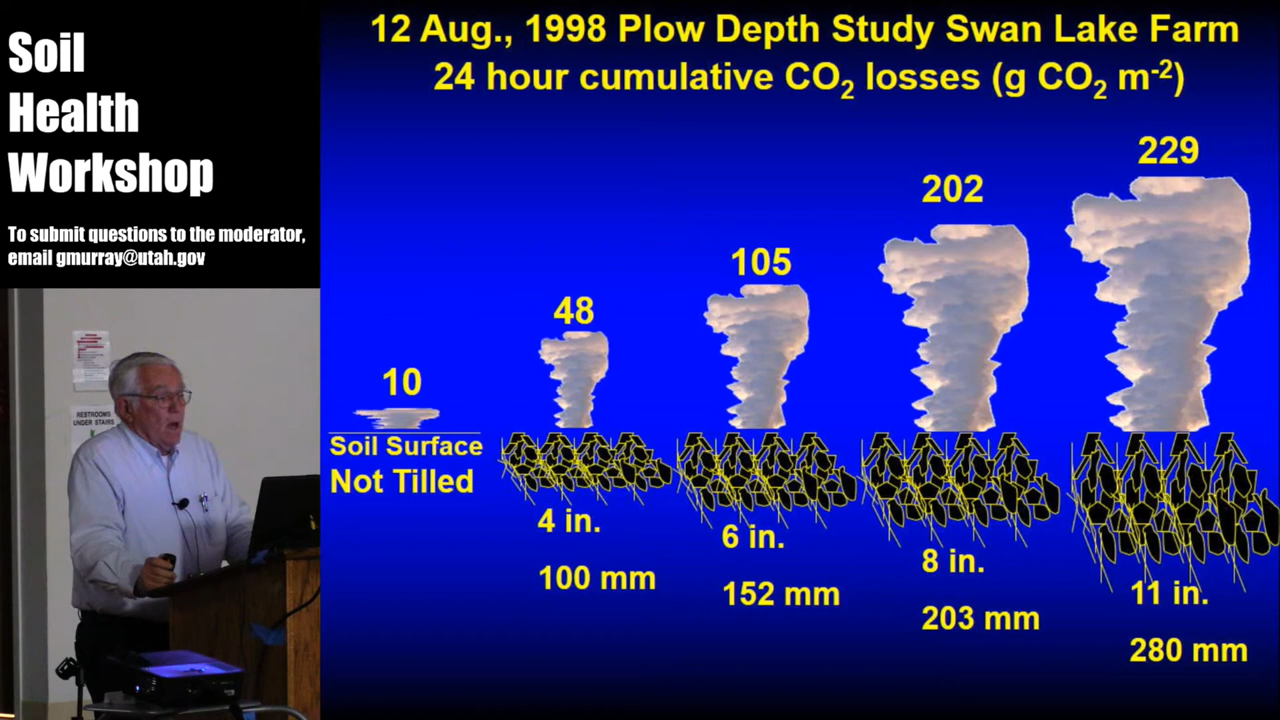 Soil
Health
Workshop
To submit questions to the moderator,
email gmurray@utah.gov
RESTROOMS
UNDER STAIRS
12 Aug., 1998 Plow Depth Study Swan Lake Farm
24 hour cumulative CO₂ losses (g CO₂ m⁻²)
10
48
105
202
229
Soil Surface
Not Tilled
4 in.
100 mm
6 in.
152 mm
8 in.
203 mm
11 in.
280 mm